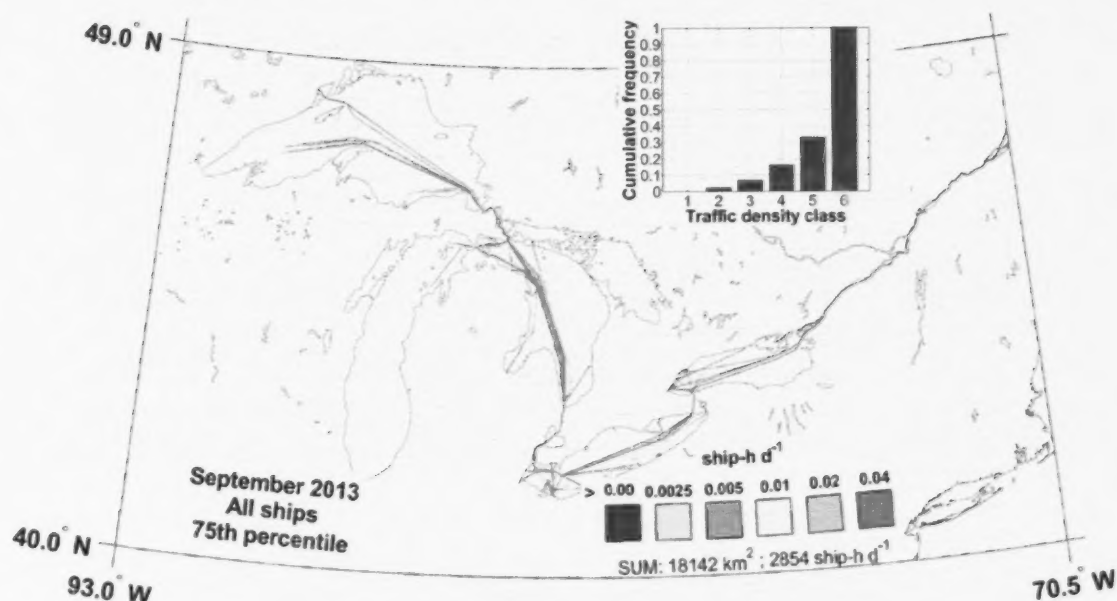 49.0° N
Cumulative frequency
1
0.9
0.8
0.7
0.6
0.5
0.4
0.3
0.2
0.1
0
1 2 3 4 5 6
Traffic density class
September 2013
All ships
75th percentile
ship-h d⁻¹
> 0.00 0.0025 0.005 0.01 0.02 0.04
SUM: 18142 km² ; 2854 ship-h d⁻¹
40.0° N
93.0° W
70.5° W